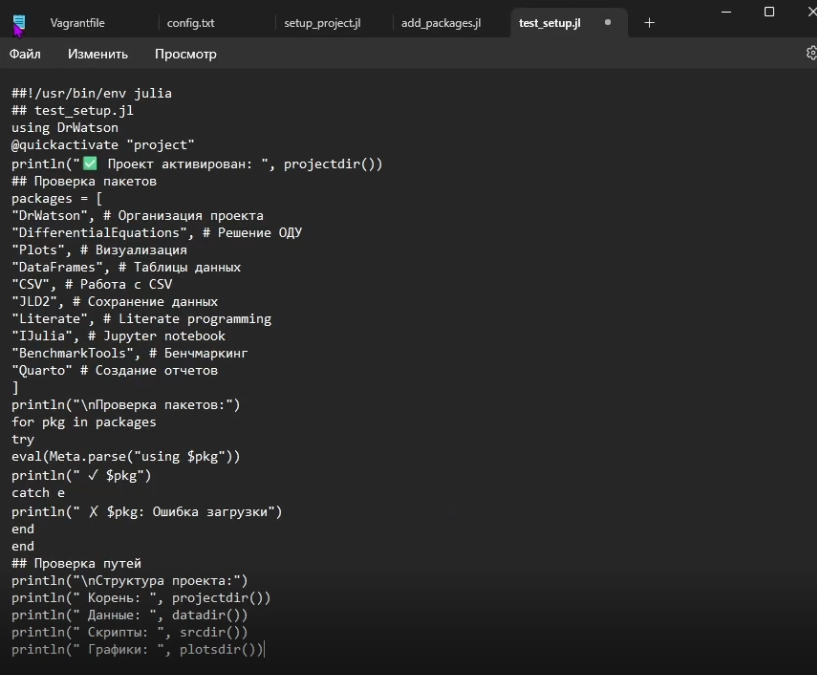 Vagrantfile config.txt setup_project.jl add_packages.jl test_setup.jl
Файл Изменить Просмотр
##!/usr/bin/env julia
## test_setup.jl
using DrWatson
@quickactivate "project"
println("✅ Проект активирован: ", projectdir())
## Проверка пакетов
packages = [
"DrWatson", # Организация проекта
"DifferentialEquations", # Решение ОДУ
"Plots", # Визуализация
"DataFrames", # Таблицы данных
"CSV", # Работа с CSV
"JLD2", # Сохранение данных
"Literate", # Literate programming
"IJulia", # Jupyter notebook
"BenchmarkTools", # Бенчмаркинг
"Quarto" # Создание отчетов
]
println("\nПроверка пакетов:")
for pkg in packages
try
eval(Meta.parse("using $pkg"))
println(" ✓ $pkg")
catch e
println(" ✗ $pkg: Ошибка загрузки")
end
end
## Проверка путей
println("\nСтруктура проекта:")
println(" Корень: ", projectdir())
println(" Данные: ", datadir())
println(" Скрипты: ", srcdir())
println(" Графики: ", plotsdir())